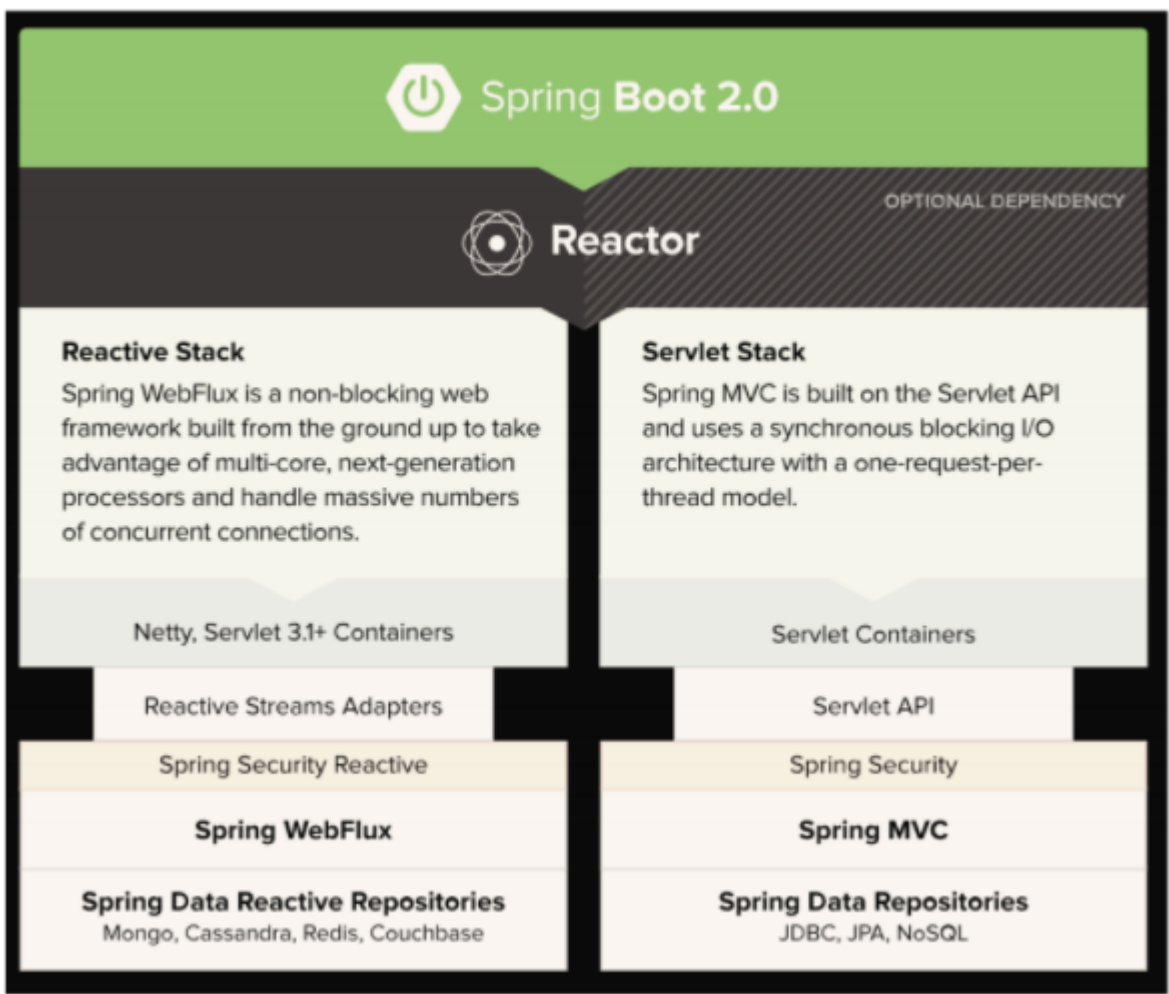 Spring Boot 2.0
OPTIONAL DEPENDENCY
Reactor
Reactive Stack
Spring WebFlux is a non-blocking web
framework built from the ground up to take
advantage of multi-core, next-generation
processors and handle massive numbers
of concurrent connections.
Netty, Servlet 3.1+ Containers
Reactive Streams Adapters
Spring Security Reactive
Spring WebFlux
Spring Data Reactive Repositories
Mongo, Cassandra, Redis, Couchbase
Servlet Stack
Spring MVC is built on the Servlet API
and uses a synchronous blocking I/O
architecture with a one-request-per-
thread model.
Servlet Containers
Servlet API
Spring Security
Spring MVC
Spring Data Repositories
JDBC, JPA, NoSQL